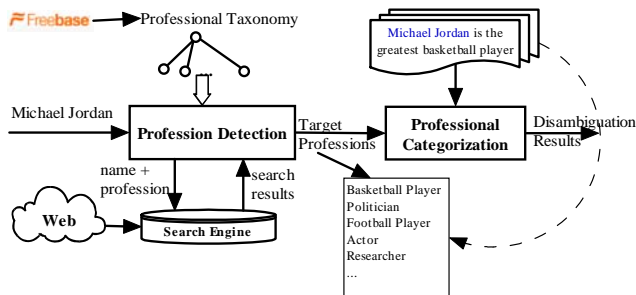 Freebase
Professional Taxonomy
Michael Jordan is the
greatest basketball player
....
Michael Jordan
Profession Detection
Target
Professions
Professional
Categorization
Disambiguation
Results
name +
profession
search
results
Web
Search Engine
Basketball Player
Politician
Football Player
Actor
Researcher
...